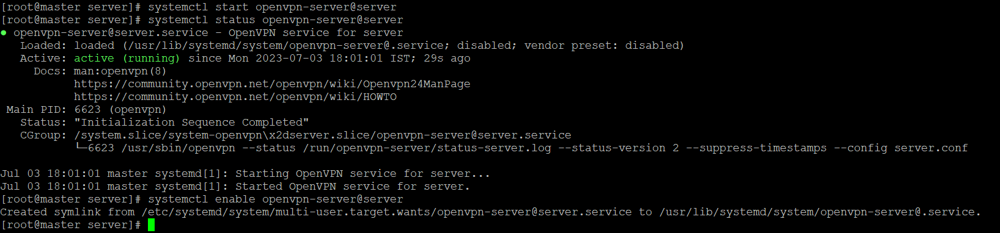 [root@master server]# systemctl start openvpn-server@server
[root@master server]# systemctl status openvpn-server@server
● openvpn-server@server.service - OpenVPN service for server
   Loaded: loaded (/usr/lib/systemd/system/openvpn-server@.service; disabled; vendor preset: disabled)
   Active: active (running) since Mon 2023-07-03 18:01:01 IST; 29s ago
     Docs: man:openvpn(8)
           https://community.openvpn.net/openvpn/wiki/Openvpn24ManPage
           https://community.openvpn.net/openvpn/wiki/HOWTO
 Main PID: 6623 (openvpn)
   Status: "Initialization Sequence Completed"
   CGroup: /system.slice/system-openvpn\x2dserver.slice/openvpn-server@server.service
           └─6623 /usr/sbin/openvpn --status /run/openvpn-server/status-server.log --status-version 2 --suppress-timestamps --config server.conf

Jul 03 18:01:01 master systemd[1]: Starting OpenVPN service for server...
Jul 03 18:01:01 master systemd[1]: Started OpenVPN service for server.
[root@master server]# systemctl enable openvpn-server@server
Created symlink from /etc/systemd/system/multi-user.target.wants/openvpn-server@server.service to /usr/lib/systemd/system/openvpn-server@.service.
[root@master server]#